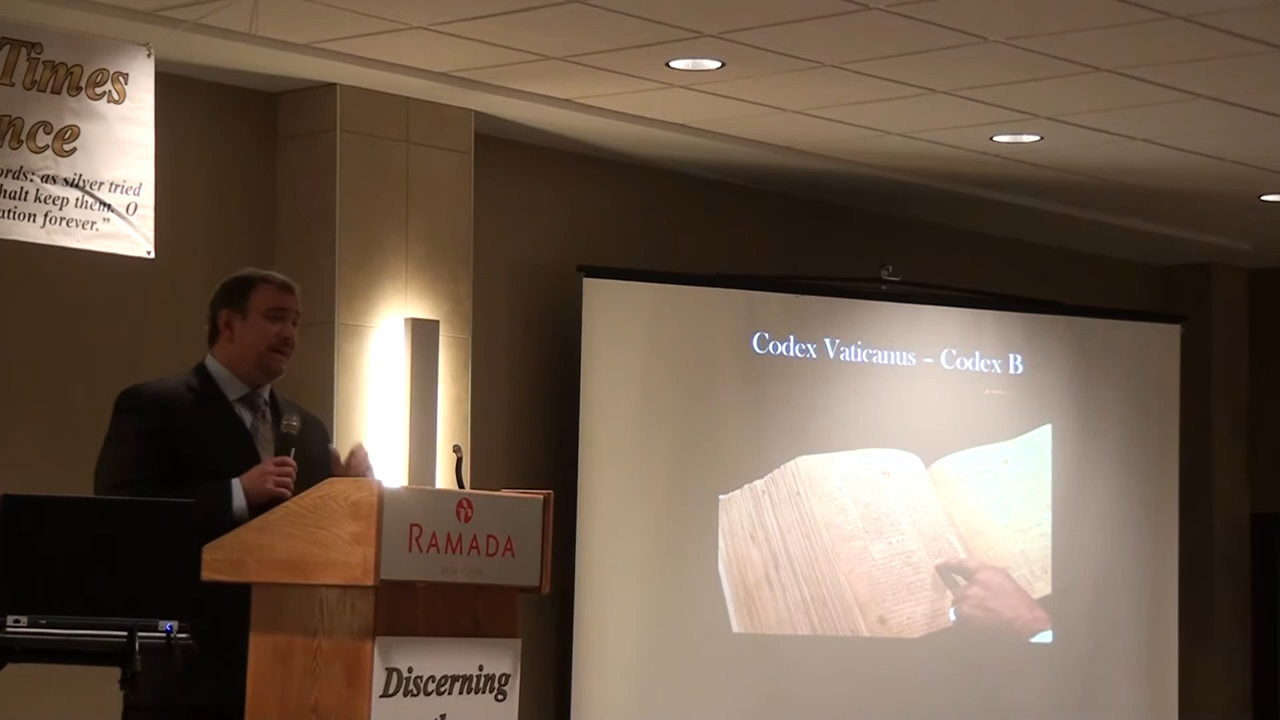 Times
nce
ords: as silver tried
halt keep them, O
ation forever."
Codex Vaticanus – Codex B
RAMADA
Discerning